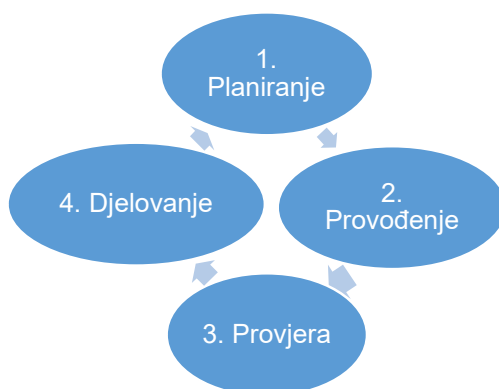 1.
Planiranje
2.
Provođenje
3. Provjera
4. Djelovanje